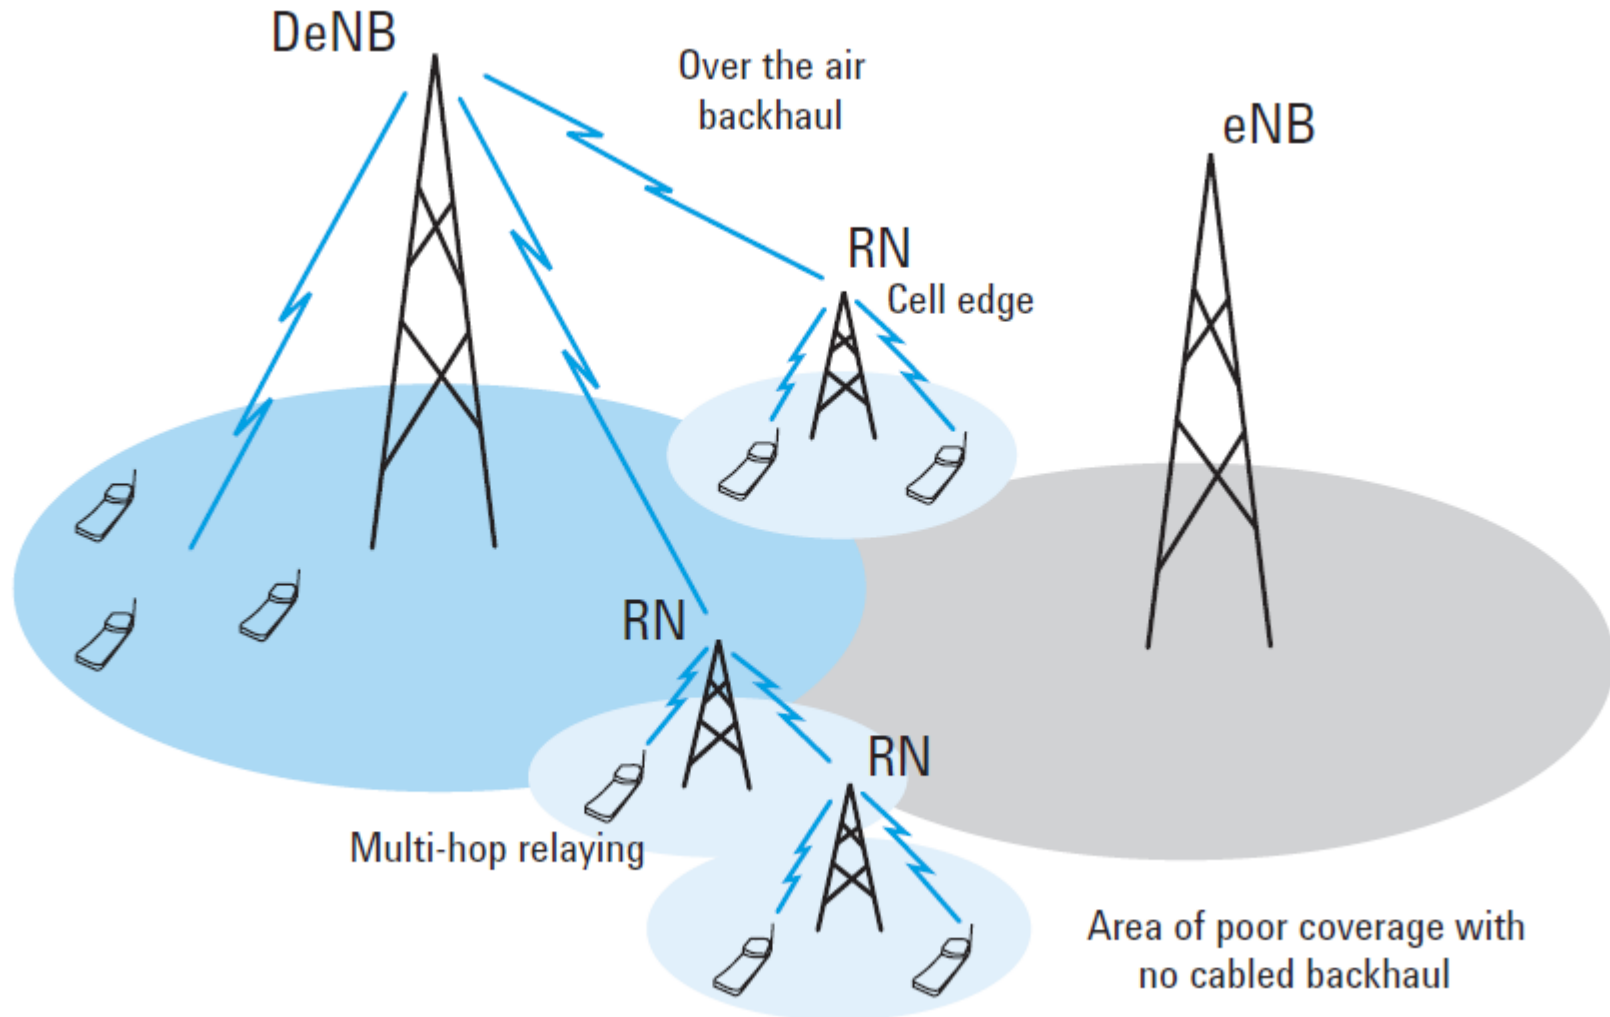 DeNB
Over the air
backhaul
eNB
RN
Cell edge
RN
RN
Multi-hop relaying
Area of poor coverage with
no cabled backhaul